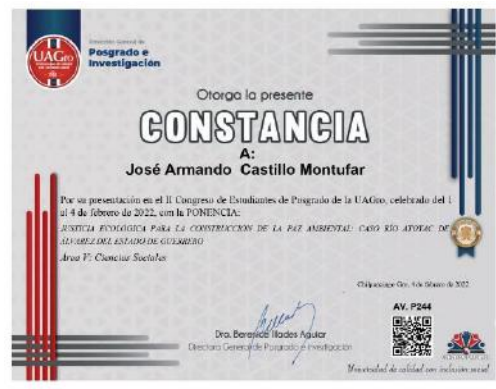 UAGro
Dirección General de
Posgrado e
Investigación
Otorga la presente
CONSTANCIA
A:
José Armando Castillo Montufar
Por su presentación en el II Congreso de Estudiantes de Posgrado de la UAGro, celebrado del 1
al 4 de febrero de 2022, con la PONENCIA:
JUSTICIA ECOLOGICA PARA LA CONSTRUCCIÓN DE LA PAZ AMBIENTAL: CASO RÍO ATOYAC DE
ÁLVAREZ DEL ESTADO DE GUERRERO
Area V: Ciencias Sociales
Chilpancingo Gro, 4 de febrero de 2022
AV. P244
Dra. Berenice Illades Aguiar
Directora General de Posgrado e Investigación
Universidad de calidad con inclusión social